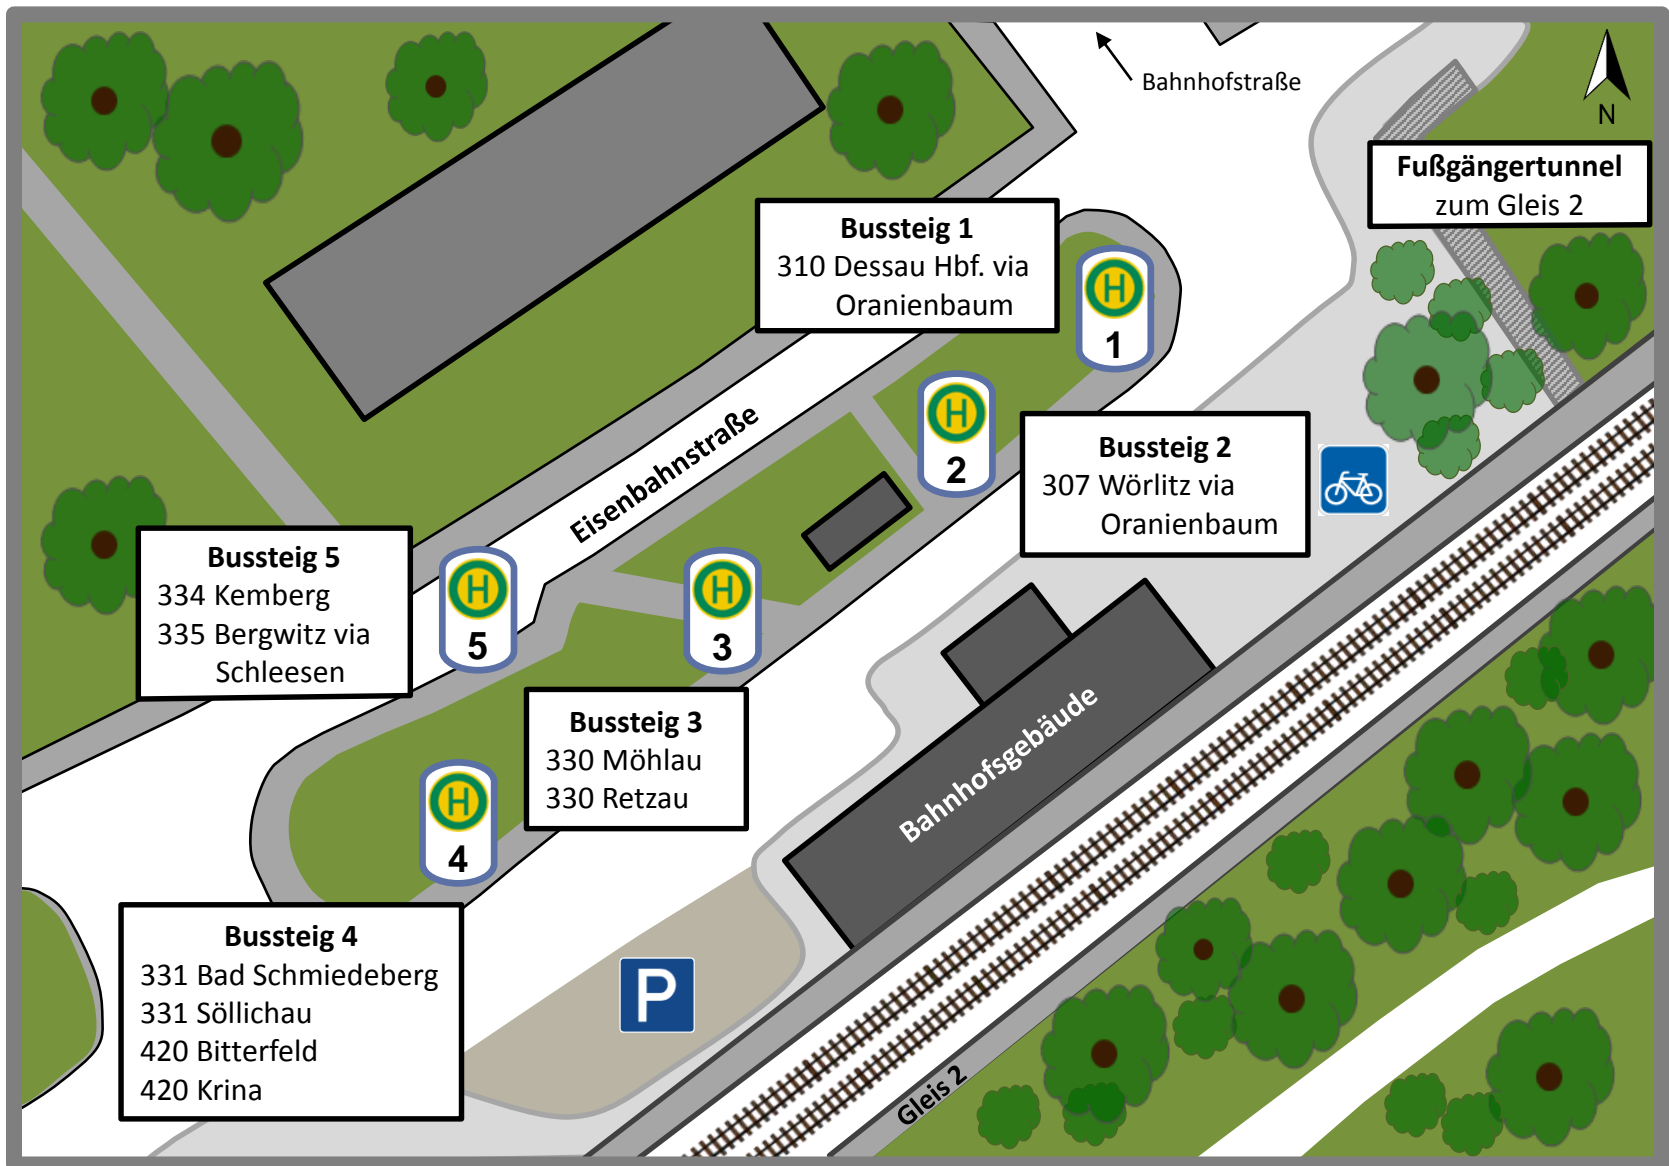 Bahnhofstraße
N
Fußgängertunnel
zum Gleis 2
Bussteig 1
310 Dessau Hbf. via
Oranienbaum
H
1
H
2
Bussteig 2
307 Wörlitz via
Oranienbaum
Eisenbahnstraße
Bussteig 5
334 Kemberg
335 Bergwitz via
Schleesen
H
5
H
3
Bussteig 3
330 Möhlau
330 Retzau
Bahnhofsgebäude
H
4
Bussteig 4
331 Bad Schmiedeberg
331 Söllichau
420 Bitterfeld
420 Krina
P
Gleis 2